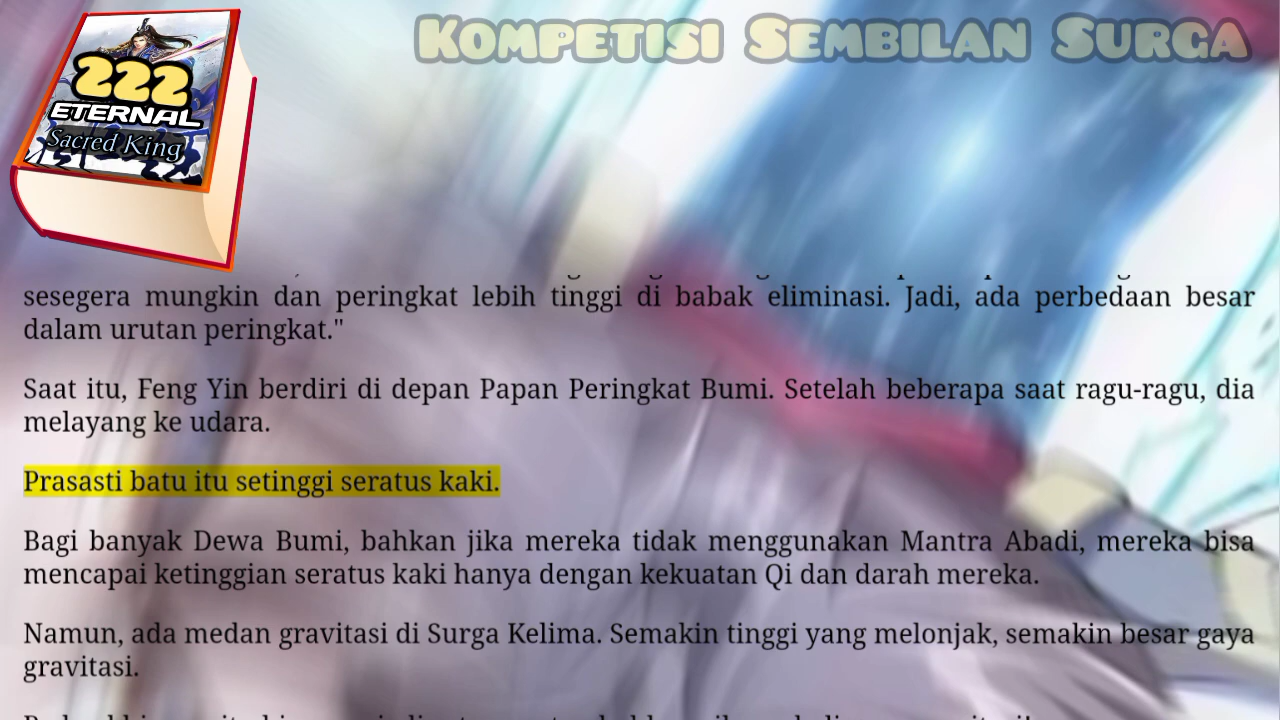 Kompetisi Sembilan Surga
222
ETERNAL
Sacred King
sesegera mungkin dan peringkat lebih tinggi di babak eliminasi. Jadi, ada perbedaan besar
dalam urutan peringkat."
Saat itu, Feng Yin berdiri di depan Papan Peringkat Bumi. Setelah beberapa saat ragu-ragu, dia
melayang ke udara.
Prasasti batu itu setinggi seratus kaki.
Bagi banyak Dewa Bumi, bahkan jika mereka tidak menggunakan Mantra Abadi, mereka bisa
mencapai ketinggian seratus kaki hanya dengan kekuatan Qi dan darah mereka.
Namun, ada medan gravitasi di Surga Kelima. Semakin tinggi yang melonjak, semakin besar gaya
gravitasi.